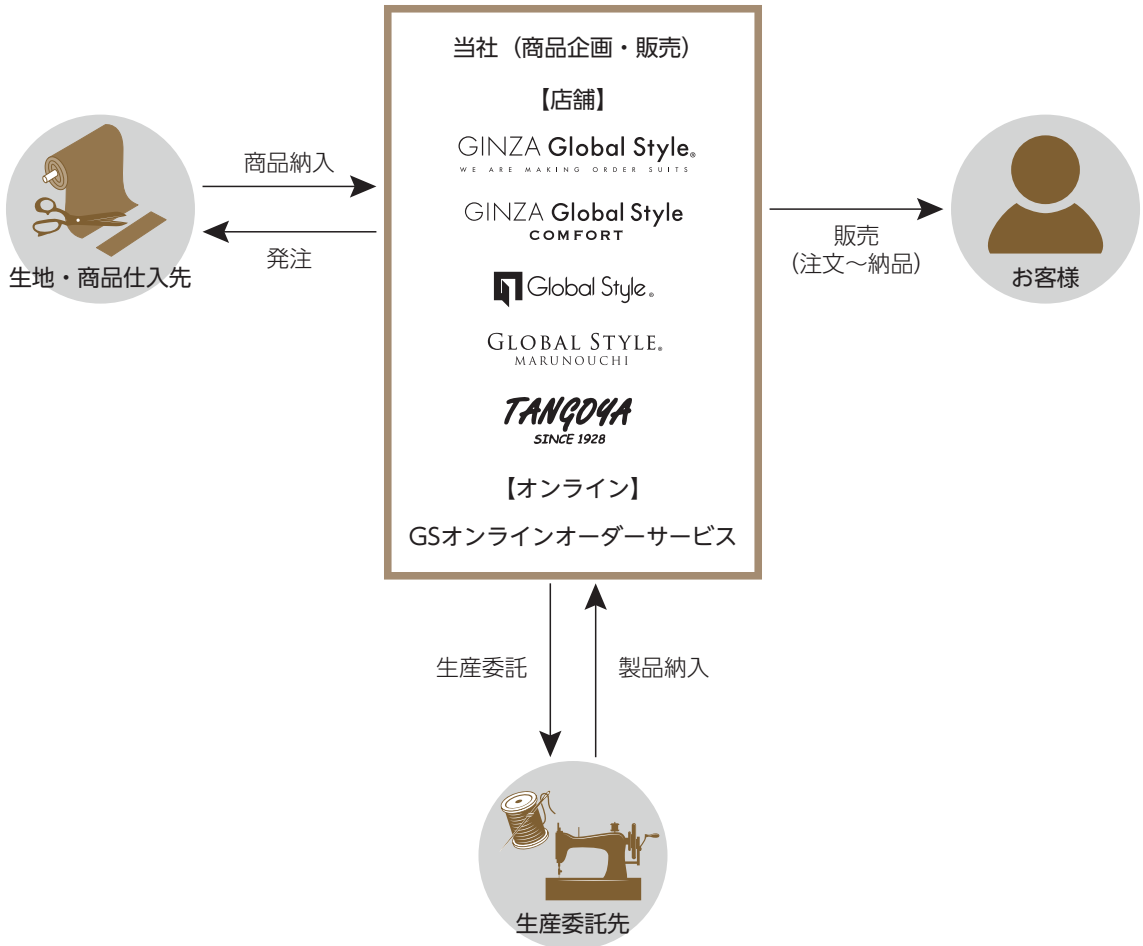 当社（商品企画・販売）
【店舗】
GINZA Global Style®
WE ARE MAKING ORDER SUITS
GINZA Global Style
COMFORT
Global Style®
GLOBAL STYLE®
MARUNOUCHI
TANGOYA
SINCE 1928
【オンライン】
GSオンラインオーダーサービス
商品納入
発注
生地・商品仕入先
販売
（注文〜納品）
お客様
生産委託
製品納入
生産委託先